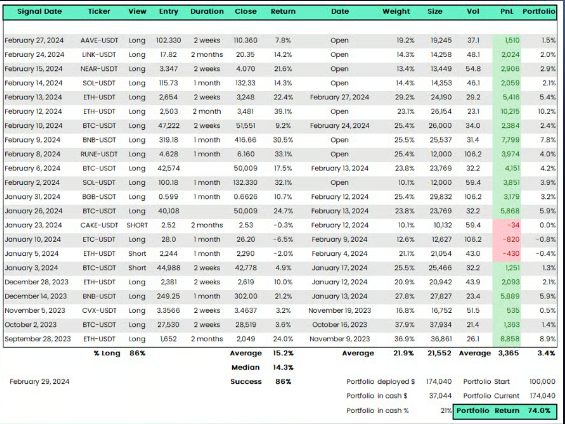 Signal Date Ticker View Entry Duration Close Return Date Weight Size Vol PnL Portfolio
February 27, 2024 AAVE-USDT Long 102.330 2 weeks 110.360 7.8% Open 19.2% 19,245 37.1 1,510 1.5%
February 24, 2024 LINK-USDT Long 17.82 2 months 20.35 14.2% Open 14.3% 14,258 48.1 2,024 2.0%
February 15, 2024 NEAR-USDT Long 3.347 2 months 4.070 21.6% Open 13.4% 13,449 54.8 2,906 2.9%
February 14, 2024 SOL-USDT Long 115.73 1 month 132.33 14.3% Open 14.4% 14,353 46.1 2,059 2.1%
February 13, 2024 ETH-USDT Long 2,654 2 weeks 3,248 22.4% February 27, 2024 29.2% 24,190 29.2 5,416 5.4%
February 12, 2024 ETH-USDT Long 2,503 2 month 3,481 39.1% Open 23.1% 26,154 23.1 10,215 10.2%
February 10, 2024 BTC-USDT Long 47,222 2 weeks 51,551 9.2% February 24, 2024 25.4% 26,000 34.0 2,384 2.4%
February 9, 2024 BNB-USDT Long 319.18 1 month 416.66 30.5% Open 25.5% 25,537 31.4 7,799 7.8%
February 8, 2024 RUNE-USDT Long 4.628 1 month 6.160 33.1% Open 25.4% 12,000 106.2 3,974 4.0%
February 6, 2024 BTC-USDT Long 42,574 50,009 17.5% February 13, 2024 23.8% 23,769 32.2 4,151 4.2%
February 2, 2024 SOL-USDT Long 100.18 1 month 132.330 32.1% Open 10.1% 12,000 59.4 3,851 3.9%
January 31, 2024 BGB-USDT Long 0.599 1 month 0.6626 10.7% February 12, 2024 25.4% 29,832 106.2 3,179 3.2%
January 26, 2024 BTC-USDT Long 40,108 50,009 24.7% February 13, 2024 23.8% 23,769 32.2 5,868 5.9%
January 23, 2024 CAKE-USDT SHORT 2.52 2 months 2.53 -0.3% February 12, 2024 10.1% 10,132 59.4 -34 0.0%
January 10, 2024 ETC-USDT Long 28.0 1 month 26.20 -6.5% February 9, 2024 12.6% 12,627 106.2 -820 -0.8%
January 5, 2024 ETH-USDT Short 2,244 1 month 2,290 -2.0% February 4, 2024 21.1% 21,054 43.0 -430 -0.4%
January 3, 2024 BTC-USDT Short 44,988 2 weeks 42,778 4.9% January 17, 2024 25.5% 25,466 32.2 1,251 1.3%
December 28, 2023 ETH-USDT Long 2,381 2 weeks 2,619 10.0% January 12, 2024 20.9% 20,942 43.9 2,093 2.1%
December 14, 2023 BNB-USDT Long 249.25 1 month 302.00 21.2% January 13, 2024 27.8% 27,827 23.4 5,889 5.9%
November 5, 2023 CVX-USDT Long 3.3566 2 weeks 3.4637 3.2% November 19, 2023 16.8% 16,752 51.5 535 0.5%
October 2, 2023 BTC-USDT Long 27,530 2 weeks 28,519 3.6% October 16, 2023 37.9% 37,934 21.4 1,363 1.4%
September 28, 2023 ETH-USDT Long 1,652 2 months 2,049 24.0% November 9, 2023 36.9% 36,861 26.1 8,858 8.9%
% Long 86% Average 15.2% Average 21.9% 21,552 Average 3,365 3.4%
Median 14.3%
February 29, 2024 Success 86% Portfolio deployed $ 174,040 Portfolio Start 100,000
Portfolio in cash $ 37,044 Portfolio Current 174,040
Portfolio in cash % 21% Portfolio Return 74.0%